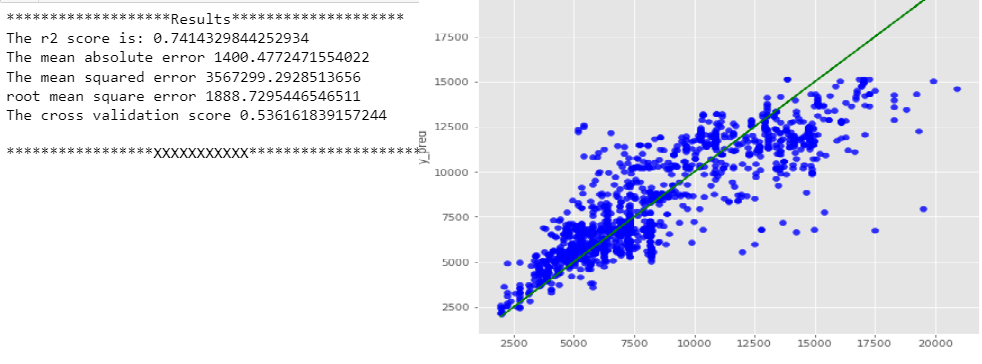 *******************Results********************
The r2 score is: 0.7414329844252934
The mean absolute error 1400.4772471554022
The mean squared error 3567299.2928513656
root mean square error 1888.7295446546511
The cross validation score 0.536161839157244
*****************XXXXXXXXXXX********************
y_pred
17500
15000
12500
10000
7500
5000
2500
2500 5000 7500 10000 12500 15000 17500 20000